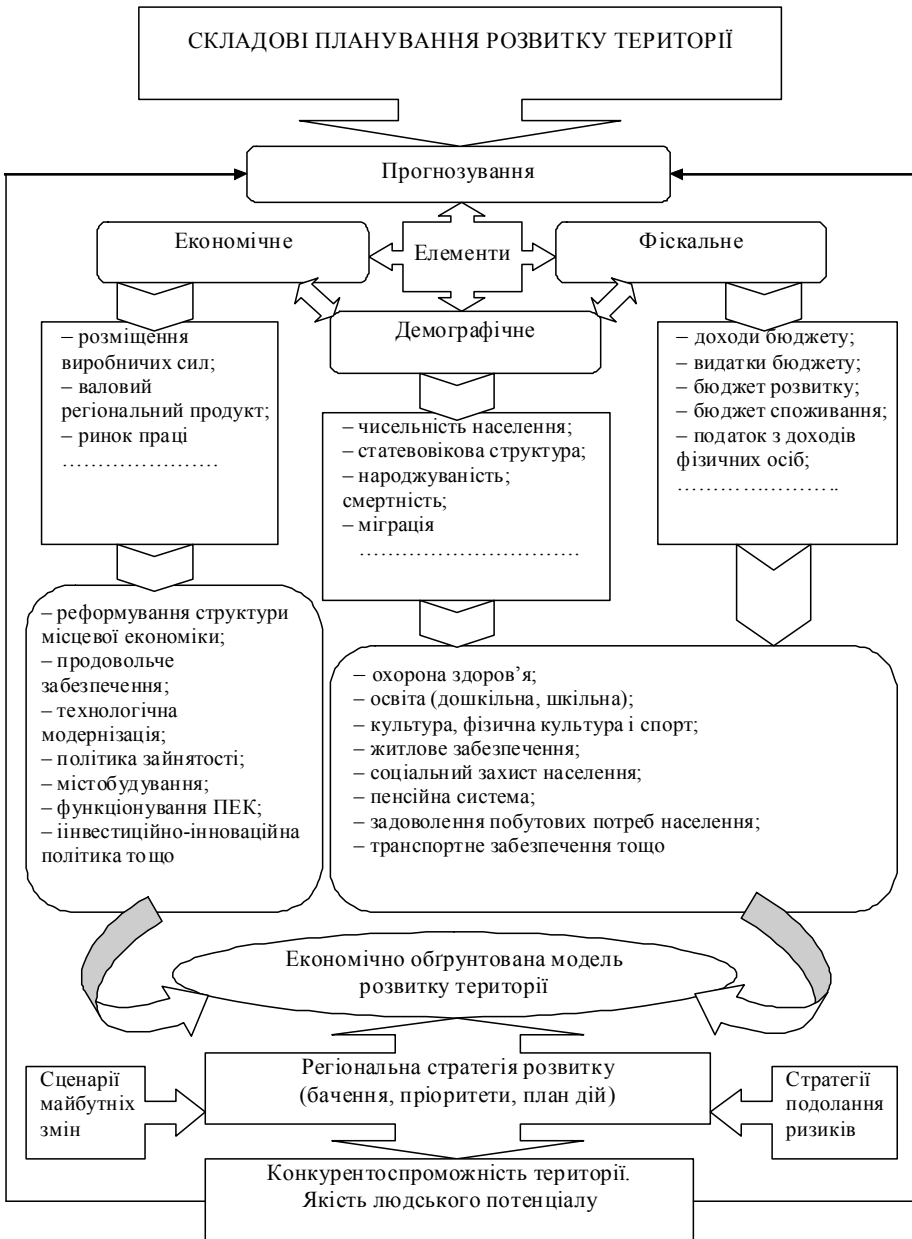 СКЛАДОВІ ПЛАНУВАННЯ РОЗВИТКУ ТЕРИТОРІЇ
Прогнозування
Економічне
Елементи
Фіскальне
Демографічне
– розміщення
виробничих сил;
– валовий
регіональний продукт;
– ринок праці
…………………
– чисельність населення;
– статевовікова структура;
– народжуваність;
смертність;
– міграція
………………………….
– доходи бюджету;
– видатки бюджету;
– бюджет розвитку;
– бюджет споживання;
– податок з доходів
фізичних осіб;
………….………..
– реформування структури
місцевої економіки;
– продовольче
забезпечення;
– технологічна
модернізація;
– політика зайнятості;
– містобудування;
– функціонування ПЕК;
– іінвестиційно-інноваційна
політика тощо
– охорона здоров’я;
– освіта (дошкільна, шкільна);
– культура, фізична культура і спорт;
– житлове забезпечення;
– соціальний захист населення;
– пенсійна система;
– задоволення побутових потреб населення;
– транспортне забезпечення тощо
Економічно обґрунтована модель
розвитку території
Сценарії
майбутніх
змін
Регіональна стратегія розвитку
(бачення, пріоритети, план дій)
Стратегії
подолання
ризиків
Конкурентоспроможність території.
Якість людського потенціалу